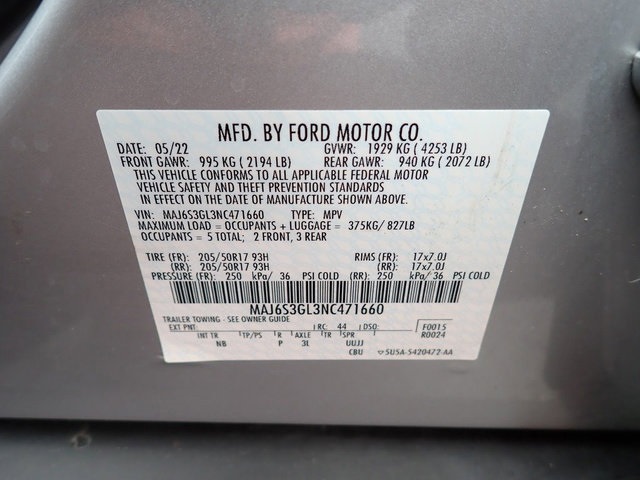 MFD. BY FORD MOTOR CO.
DATE: 05/22 GVWR: 1929 KG ( 4253 LB)
FRONT GAWR: 995 KG ( 2194 LB) REAR GAWR: 940 KG ( 2072 LB)
THIS VEHICLE CONFORMS TO ALL APPLICABLE FEDERAL MOTOR
VEHICLE SAFETY AND THEFT PREVENTION STANDARDS
IN EFFECT ON THE DATE OF MANUFACTURE SHOWN ABOVE.
VIN: MAJ6S3GL3NC471660 TYPE: MPV
MAXIMUM LOAD = OCCUPANTS + LUGGAGE = 375KG/ 827LB
OCCUPANTS = 5 TOTAL; 2 FRONT, 3 REAR
TIRE (FR): 205/50R17 93H RIMS (FR): 17x7.0J
(RR): 205/50R17 93H (RR): 17x7.0J
PRESSURE (FR): 250 kPa/ 36 PSI COLD (RR): 250 kPa/ 36 PSI COLD
MAJ6S3GL3NC471660
TRAILER TOWING - SEE OWNER GUIDE
EXT PNT: RC: 44 DSO: F0015
R0024
INT TR TP/PS R AXLE TR SPR
NB P 3L UUJJ
CBU 5U5A-5420472-AA